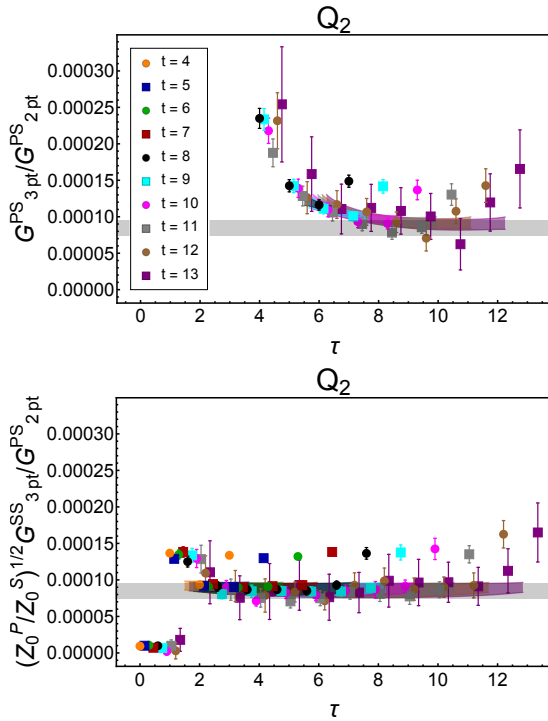 Q₂
G^PS_3pt/G^PS_2pt
0.00035
0.00030
0.00025
0.00020
0.00015
0.00010
0.00005
0.00000
t = 4
t = 5
t = 6
t = 7
t = 8
t = 9
t = 10
t = 11
t = 12
t = 13
0 2 4 6 8 10 12
τ
Q₂
(Z₀^P/Z₀^S)^1/2 G^SS_3pt/G^PS_2pt
0.00030
0.00025
0.00020
0.00015
0.00010
0.00005
0.00000
0 2 4 6 8 10 12
τ